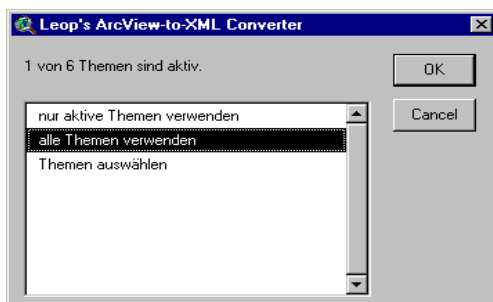 Leop's ArcView-to-XML Converter
1 von 6 Themen sind aktiv.
OK
nur aktive Themen verwenden
Cancel
alle Themen verwenden
Themen auswählen